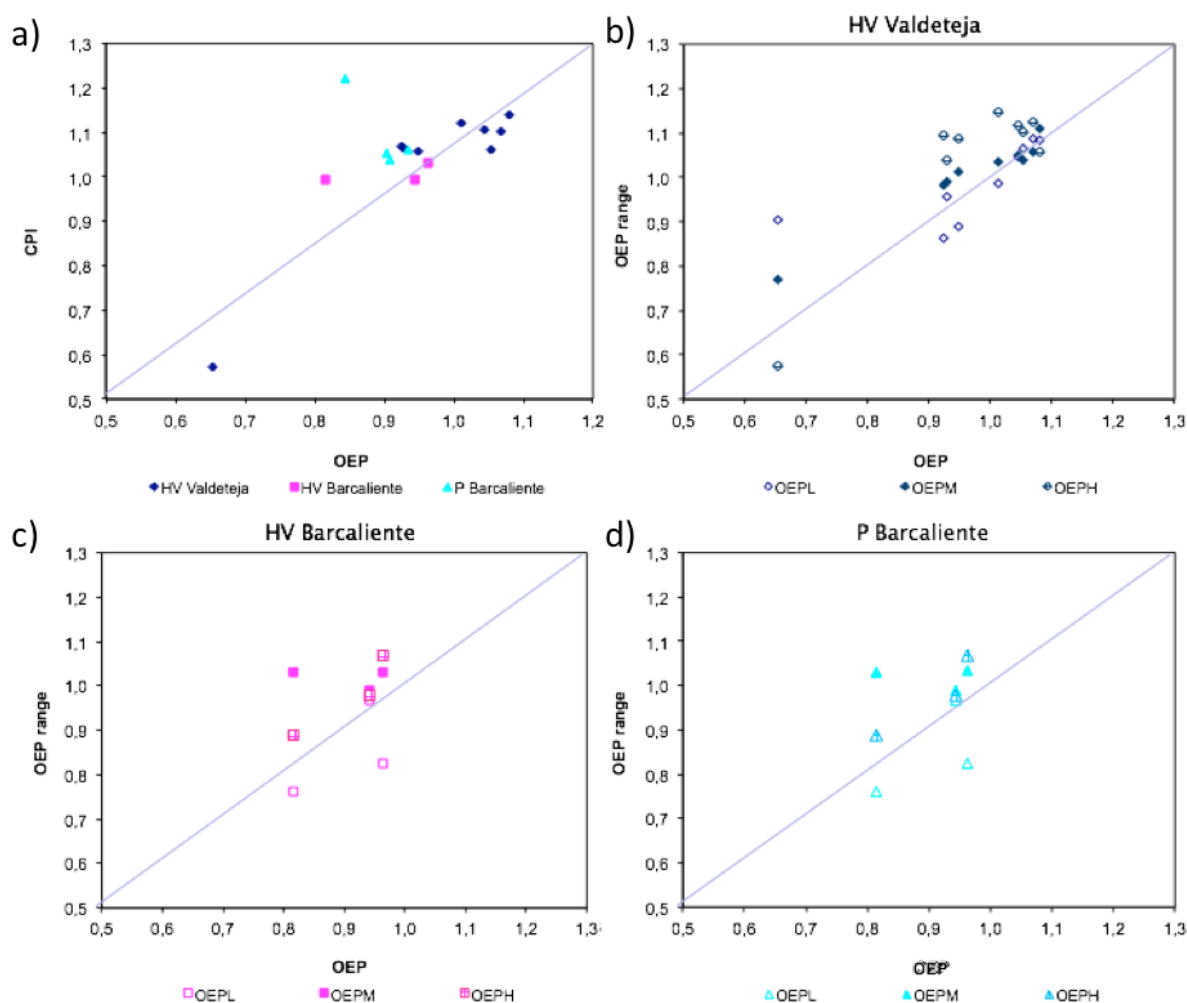 a)
1,3
1,2
1,1
1,0
0,9
0,8
0,7
0,6
0,5
CPI
0,5 0,6 0,7 0,8 0,9 1,0 1,1 1,2
OEP
HV Valdeteja HV Barcaliente P Barcaliente
b)
HV Valdeteja
1,3
1,2
1,1
1,0
0,9
0,8
0,7
0,6
0,5
OEP range
0,5 0,6 0,7 0,8 0,9 1,0 1,1 1,2 1,3
OEP
OEPL OEPM OEPH
c)
HV Barcaliente
1,3
1,2
1,1
1,0
0,9
0,8
0,7
0,6
0,5
OEP range
0,5 0,6 0,7 0,8 0,9 1,0 1,1 1,2 1,3
OEP
OEPL OEPM OEPH
d)
P Barcaliente
1,3
1,2
1,1
1,0
0,9
0,8
0,7
0,6
0,5
OEP range
0,5 0,6 0,7 0,8 0,9 1,0 1,1 1,2 1,3
OEP
OEPL OEPM OEPH